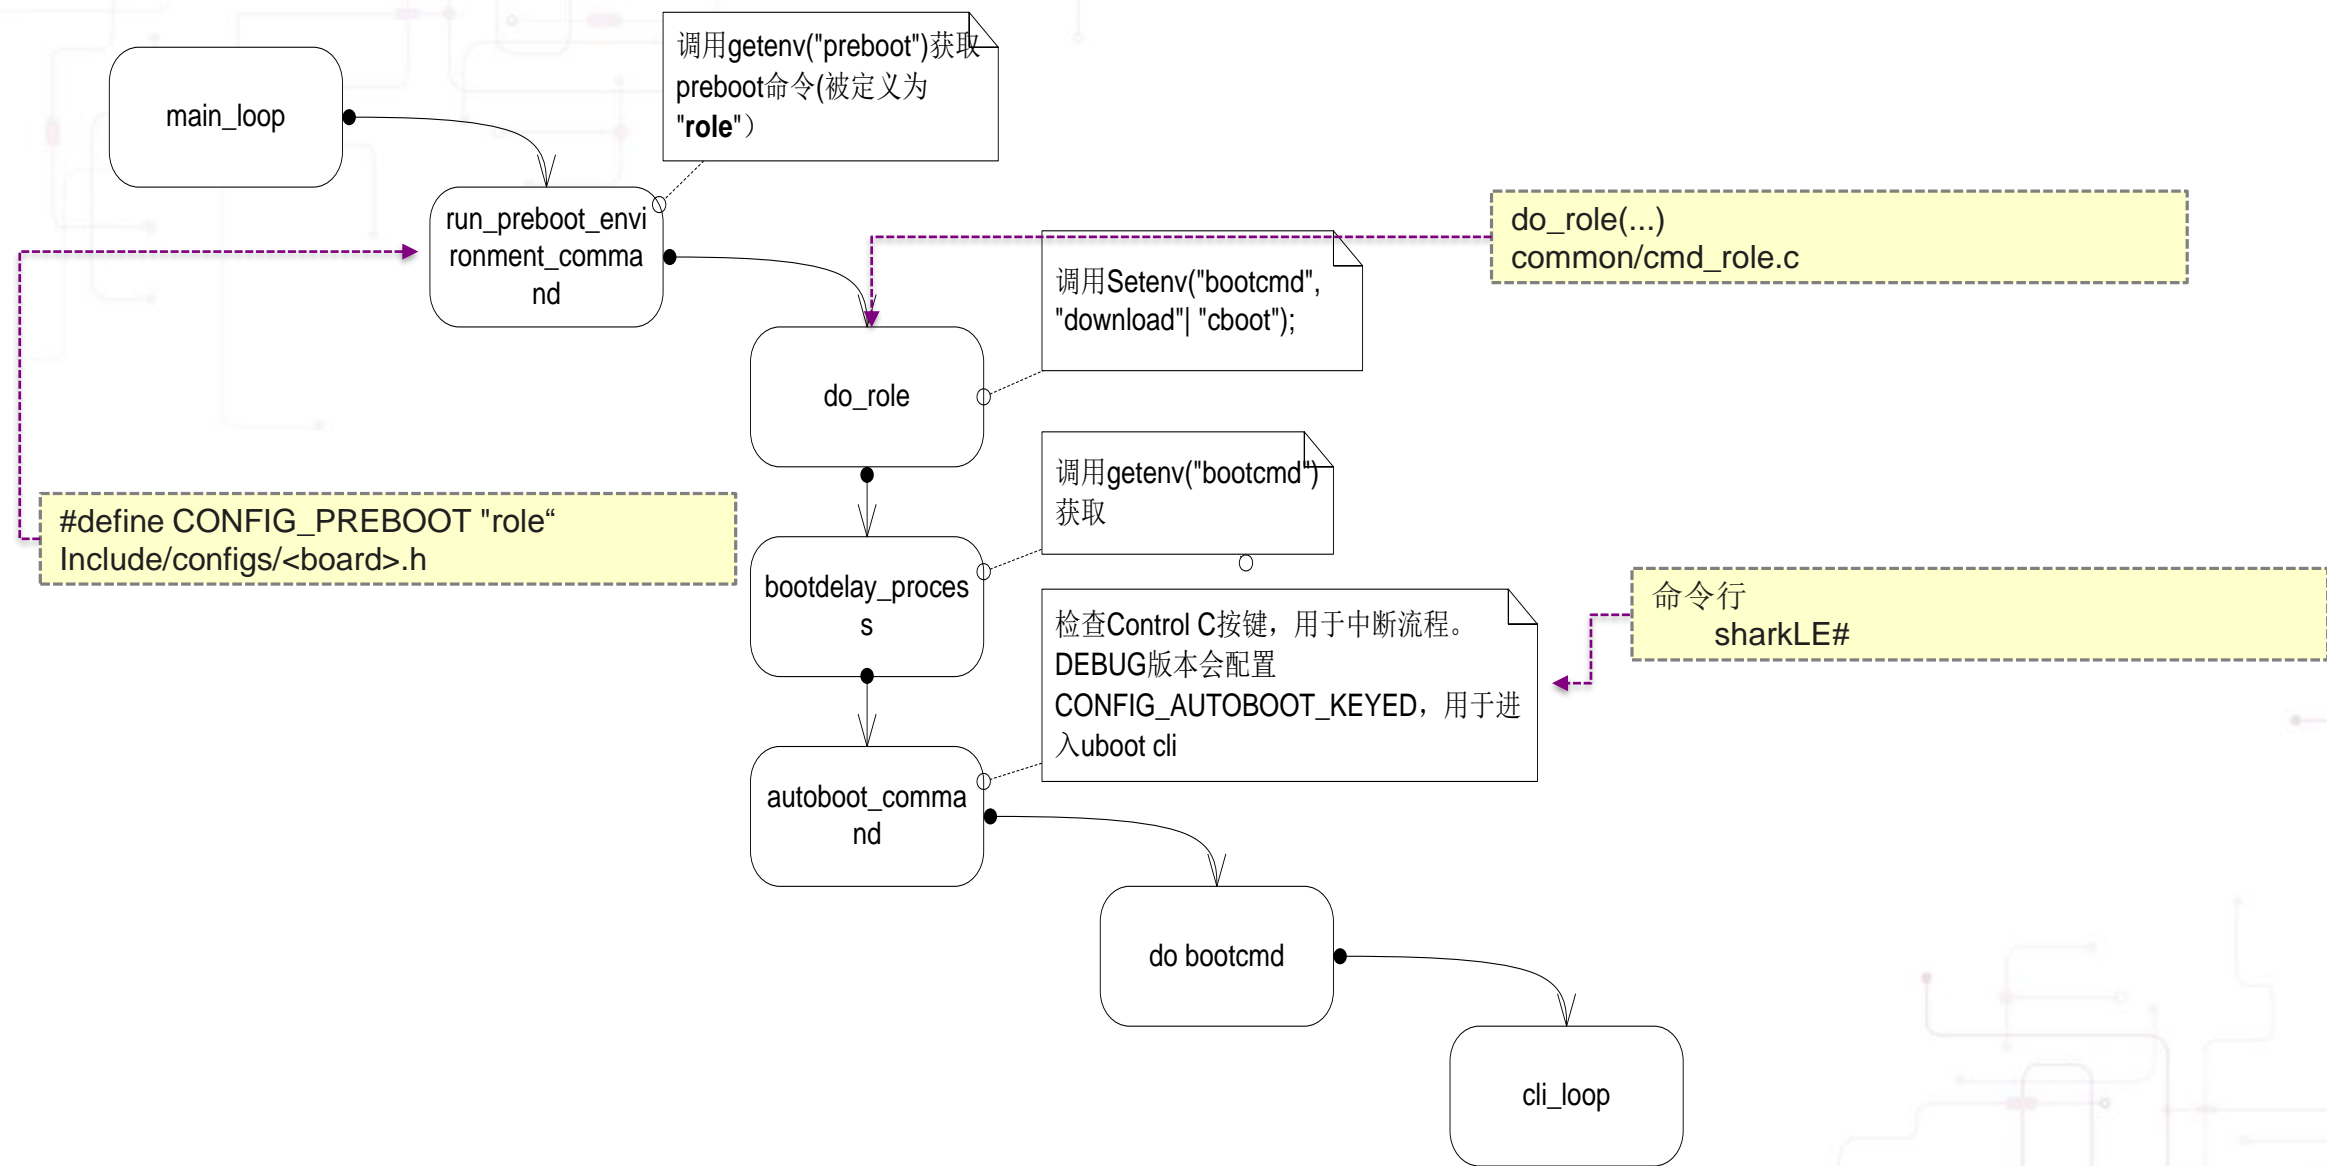 调用getenv("preboot")获取
preboot命令(被定义为
"role"）
main_loop
run_preboot_envi
ronment_comma
nd
do_role(...)
common/cmd_role.c
调用Setenv("bootcmd",
"download"| "cboot");
do_role
调用getenv("bootcmd")
获取
#define CONFIG_PREBOOT "role“
Include/configs/<board>.h
bootdelay_proces
s
检查Control C按键，用于中断流程。
DEBUG版本会配置
CONFIG_AUTOBOOT_KEYED，用于进
入uboot cli
命令行
sharkLE#
autoboot_comma
nd
do bootcmd
cli_loop